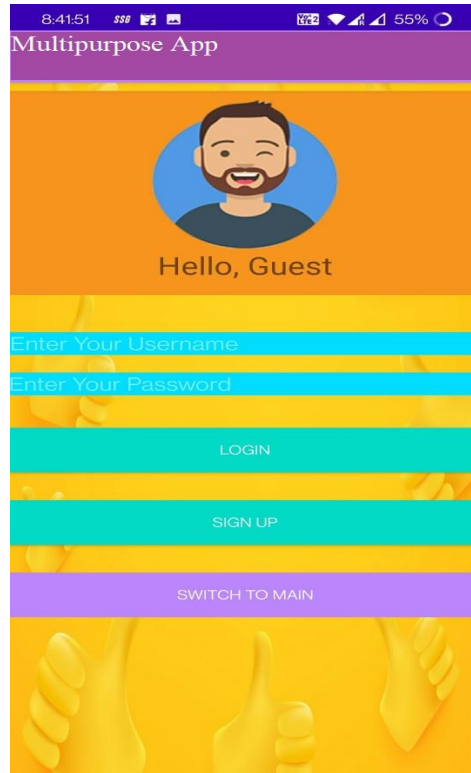 8:41:51 SSG 55%
Multipurpose App
Hello, Guest
Enter Your Username
Enter Your Password
LOGIN
SIGN UP
SWITCH TO MAIN